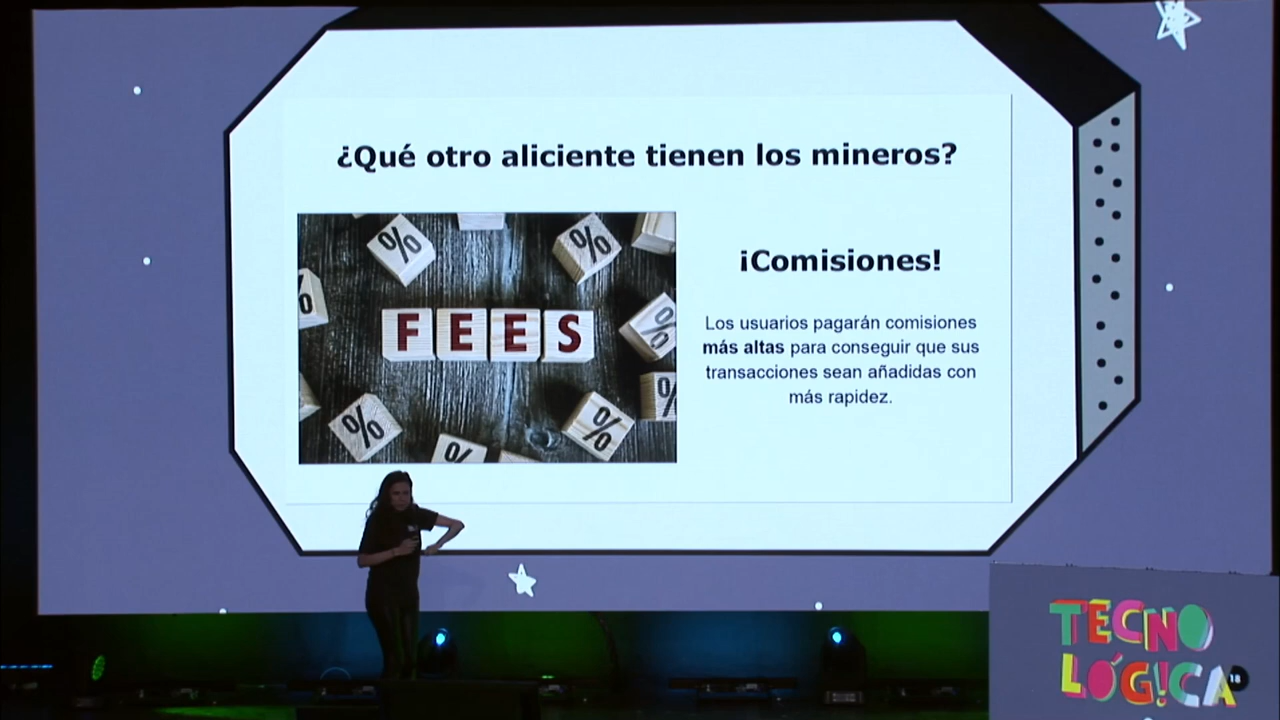 ¿Qué otro aliciente tienen los mineros?
%
%
%
FEES
%
%
%
%
%
¡Comisiones!
Los usuarios pagarán comisiones
más altas para conseguir que sus
transacciones sean añadidas con
más rapidez.
TECNO
LÓG!CA
18